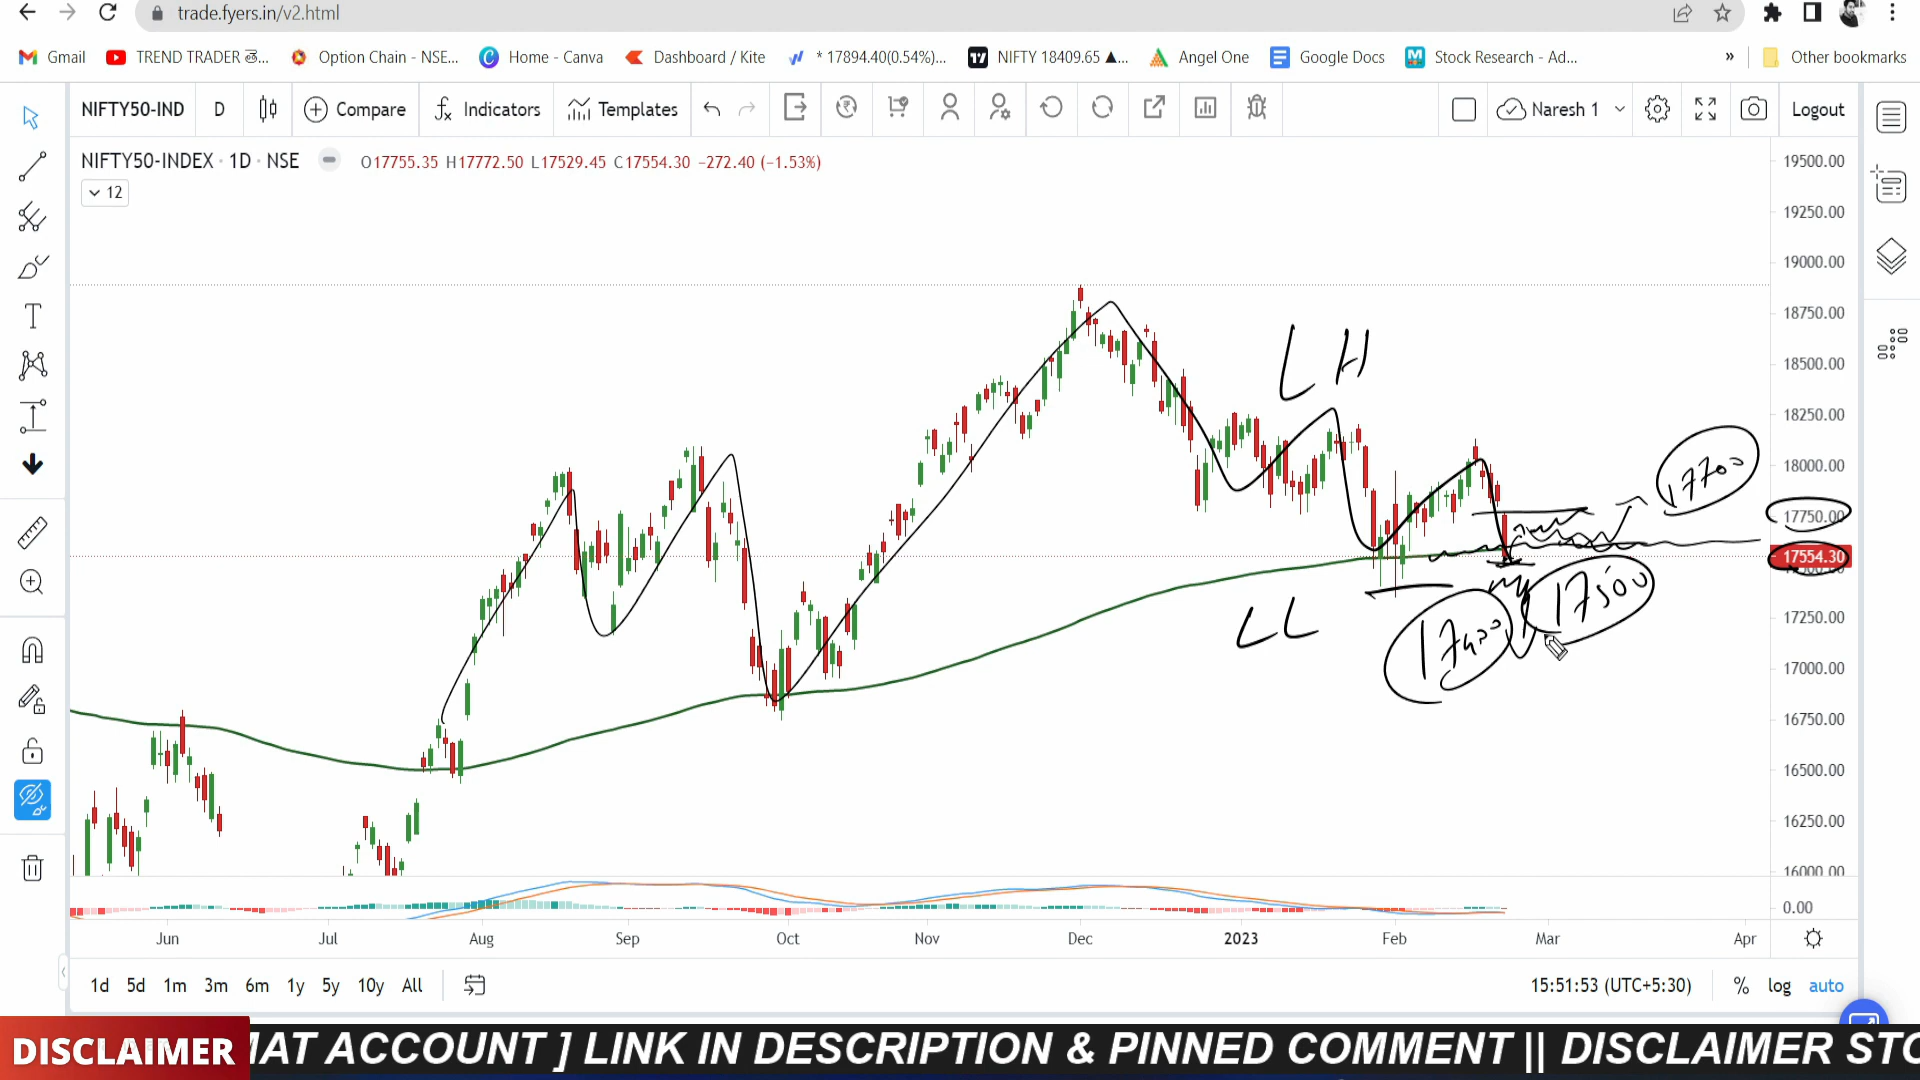 trade.fyers.in/v2.html
Gmail
TREND TRADER
Option Chain - NSE...
Home - Canva
Dashboard / Kite
* 17894.40(0.54%)...
NIFTY 18409.65 ▲...
Angel One
Google Docs
Stock Research - Ad...
»
Other bookmarks
NIFTY50-IND
D
Compare
Indicators
Templates
Naresh 1
Logout
NIFTY50-INDEX · 1D · NSE
O17755.35 H17772.50 L17529.45 C17554.30 −272.40 (−1.53%)
12
19500.00
19250.00
19000.00
18750.00
18500.00
18250.00
18000.00
17750.00
17554.30
17250.00
17000.00
16750.00
16500.00
16250.00
16000.00
0.00
L H
17700
LL
17400
17500
Jun
Jul
Aug
Sep
Oct
Nov
Dec
2023
Feb
Mar
Apr
1d
5d
1m
3m
6m
1y
5y
10y
All
15:51:53 (UTC+5:30)
%
log
auto
DISCLAIMER
MAT ACCOUNT ] LINK IN DESCRIPTION & PINNED COMMENT || DISCLAIMER STO